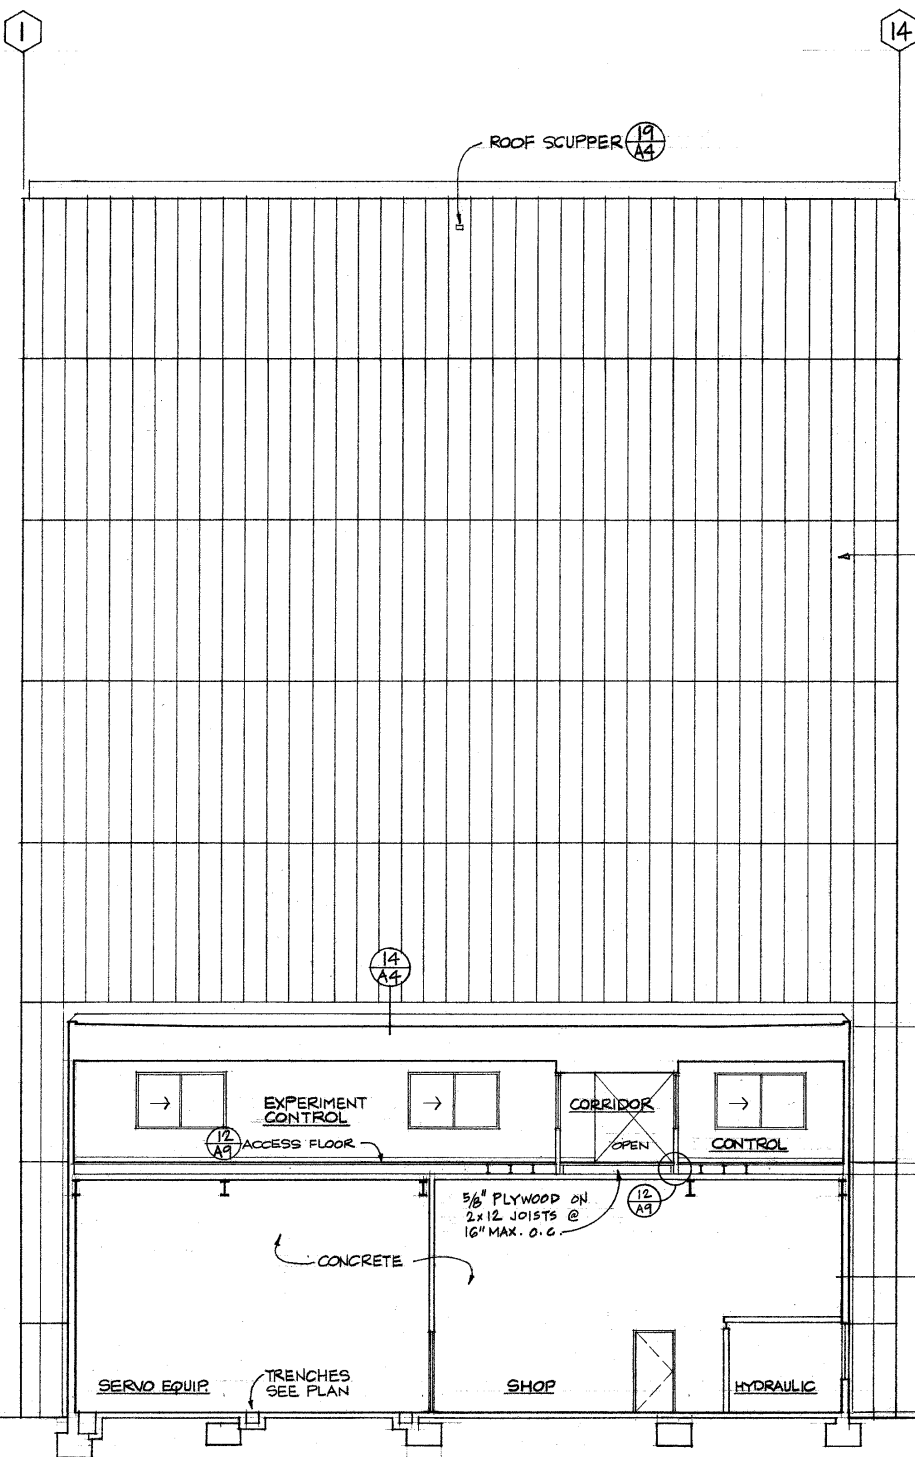 1
14
ROOF SCUPPER
19
A4
14
A4
EXPERIMENT
CONTROL
CORRIDOR
12
A9
ACCESS FLOOR
OPEN
CONTROL
5/8" PLYWOOD ON
2x12 JOISTS @
16" MAX. O.C.
12
A9
CONCRETE
SERVO EQUIP.
TRENCHES
SEE PLAN
SHOP
HYDRAULIC